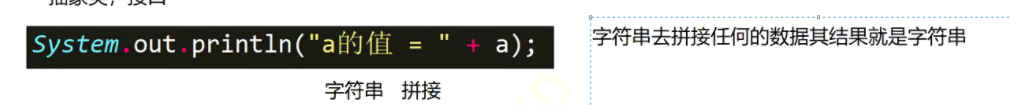 System.out.println("a的值 = " + a);
字符串去拼接任何的数据其结果就是字符串
字符串 拼接